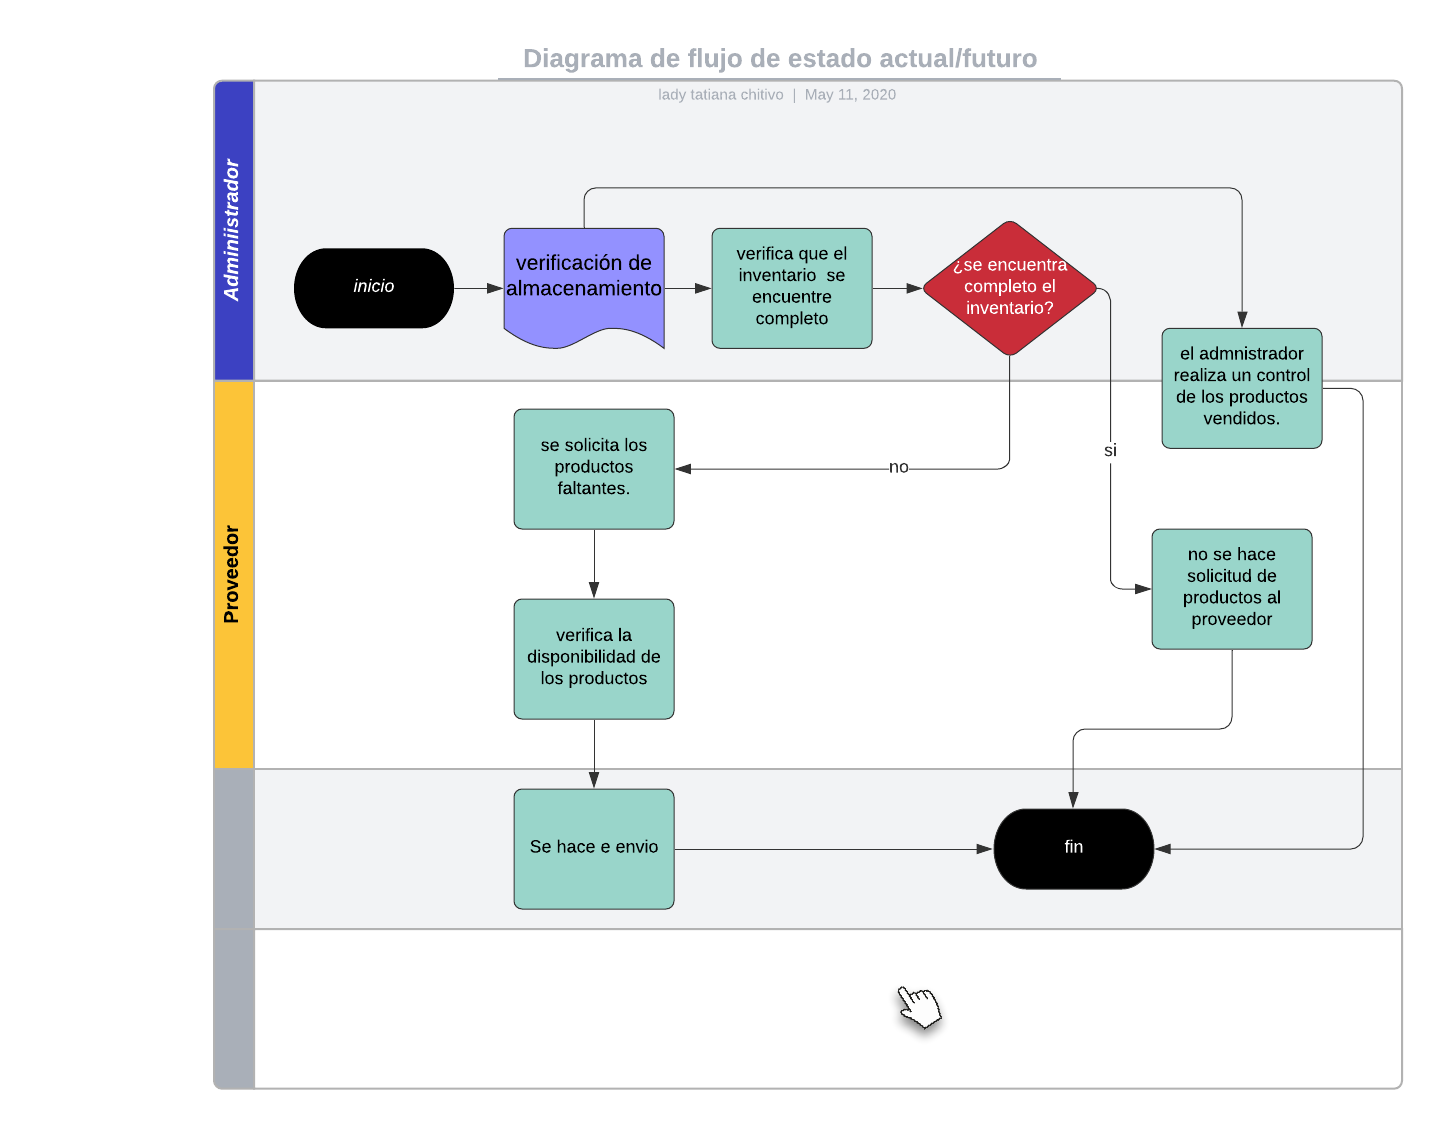 Diagrama de flujo de estado actual/futuro
lady tatiana chitivo | May 11, 2020
Adminiistrador
inicio
verificación de
almacenamiento
verifica que el
inventario  se
encuentre
completo
¿se encuentra
completo el
inventario?
el admnistrador
realiza un control
de los productos
vendidos.
Proveedor
se solicita los
productos
faltantes.
no
si
no se hace
solicitud de
productos al
proveedor
verifica la
disponibilidad de
los productos
Se hace e envio
fin